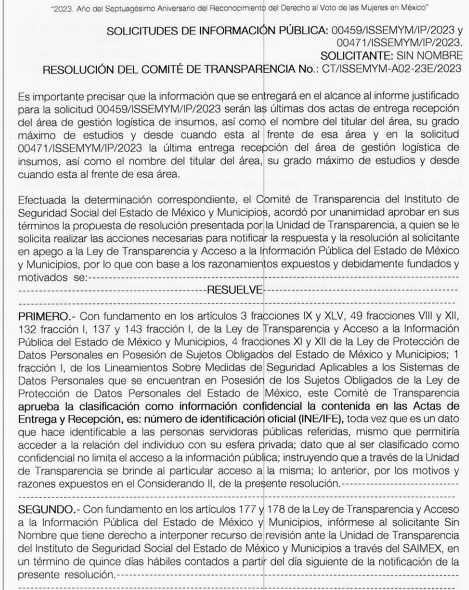 "2023. Año del Septuagésimo Aniversario del Reconocimiento del Derecho al Voto de las Mujeres en México"
SOLICITUDES DE INFORMACIÓN PÚBLICA: 00459/ISSEMYM/IP/2023 y
00471/ISSEMYM/IP/2023.
SOLICITANTE: SIN NOMBRE
RESOLUCIÓN DEL COMITÉ DE TRANSPARENCIA No.: CT/ISSEMYM-A02-23E/2023
Es importante precisar que la información que se entregará en el alcance al informe justificado
para la solicitud 00459/ISSEMYM/IP/2023 serán las últimas dos actas de entrega recepción
del área de gestión logística de insumos, así como el nombre del titular del área, su grado
máximo de estudios y desde cuando esta al frente de esa área y en la solicitud
00471/ISSEMYM/IP/2023 la última entrega recepción del área de gestión logística de
insumos, así como el nombre del titular del área, su grado máximo de estudios y desde
cuando esta al frente de esa área.
Efectuada la determinación correspondiente, el Comité de Transparencia del Instituto de
Seguridad Social del Estado de México y Municipios, acordó por unanimidad aprobar en sus
términos la propuesta de resolución presentada por la Unidad de Transparencia, a quien se le
solicita realizar las acciones necesarias para notificar la respuesta y la resolución al solicitante
en apego a la Ley de Transparencia y Acceso a la Información Pública del Estado de México
y Municipios, por lo que con base a los razonamientos expuestos y debidamente fundados y
motivados se:-----------------------------------------------------------------
--------------------------------RESUELVE--------------------------------
PRIMERO.- Con fundamento en los artículos 3 fracciones IX y XLV, 49 fracciones VIII y XII,
132 fracción I, 137 y 143 fracción I, de la Ley de Transparencia y Acceso a la Información
Pública del Estado de México y Municipios, 4 fracciones XI y XII de la Ley de Protección de
Datos Personales en Posesión de Sujetos Obligados del Estado de México y Municipios; 1
fracción I, de los Lineamientos Sobre Medidas de Seguridad Aplicables a los Sistemas de
Datos Personales que se encuentran en Posesión de los Sujetos Obligados de la Ley de
Protección de Datos Personales del Estado de México, este Comité de Transparencia
aprueba la clasificación como información confidencial la contenida en las Actas de
Entrega y Recepción, es: número de identificación oficial (INE/IFE), toda vez que es un dato
que hace identificable a las personas servidoras públicas referidas, mismo que permitiría
acceder a la relación del individuo con su esfera privada; dato que al ser clasificado como
confidencial no limita el acceso a la información pública; instruyendo que a través de la Unidad
de Transparencia se brinde al particular acceso a la misma; lo anterior, por los motivos y
razones expuestos en el Considerando II, de la presente resolución.--------------------
SEGUNDO.- Con fundamento en los artículos 177 y 178 de la Ley de Transparencia y Acceso
a la Información Pública del Estado de México y Municipios, infórmese al solicitante Sin
Nombre que tiene derecho a interponer recurso de revisión ante la Unidad de Transparencia
del Instituto de Seguridad Social del Estado de México y Municipios a través del SAIMEX, en
un término de quince días hábiles contados a partir del día siguiente de la notificación de la
presente resolución.-----------------------------------------------------------------